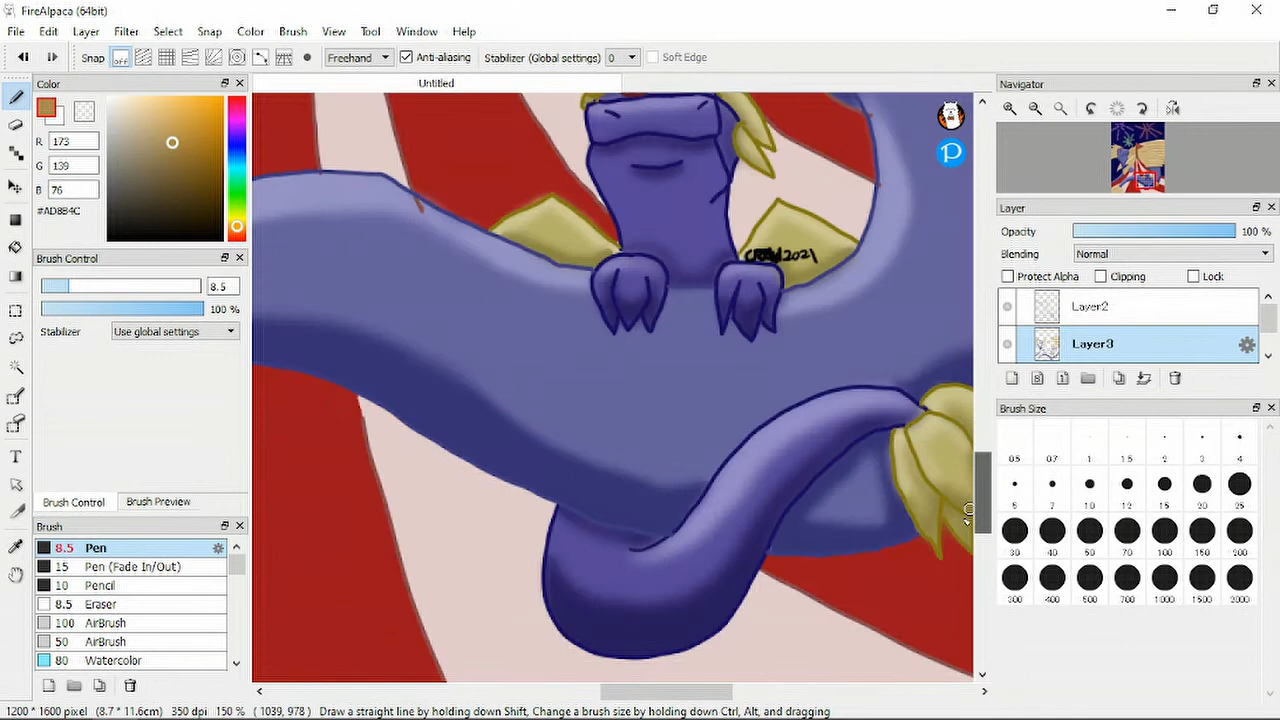 FireAlpaca (64bit)
File Edit Layer Filter Select Snap Color Brush View Tool Window Help
Snap OFF Freehand Anti-aliasing Stabilizer (Global settings) 0 Soft Edge
Color
Untitled
Navigator
R 173
G 139
B 76
#AD8B4C
Brush Control
8.5
100 %
Stabilizer Use global settings
Brush Control Brush Preview
Brush
8.5 Pen
15 Pen (Fade In/Out)
10 Pencil
8.5 Eraser
100 AirBrush
50 AirBrush
80 Watercolor
2021
P
Layer
Opacity 100 %
Blending Normal
Protect Alpha Clipping Lock
Layer2
Layer3
Brush Size
0.5 0.7 1 1.5 2 3 4
5 7 10 12 15 20 25
30 40 50 70 100 150 200
300 400 500 700 1000 1500 2000
1200 * 1600 pixel (8.7 * 11.6cm) 350 dpi 150 % ( 1039, 978 ) Draw a straight line by holding down Shift, Change a brush size by holding down Ctrl, Alt, and dragging